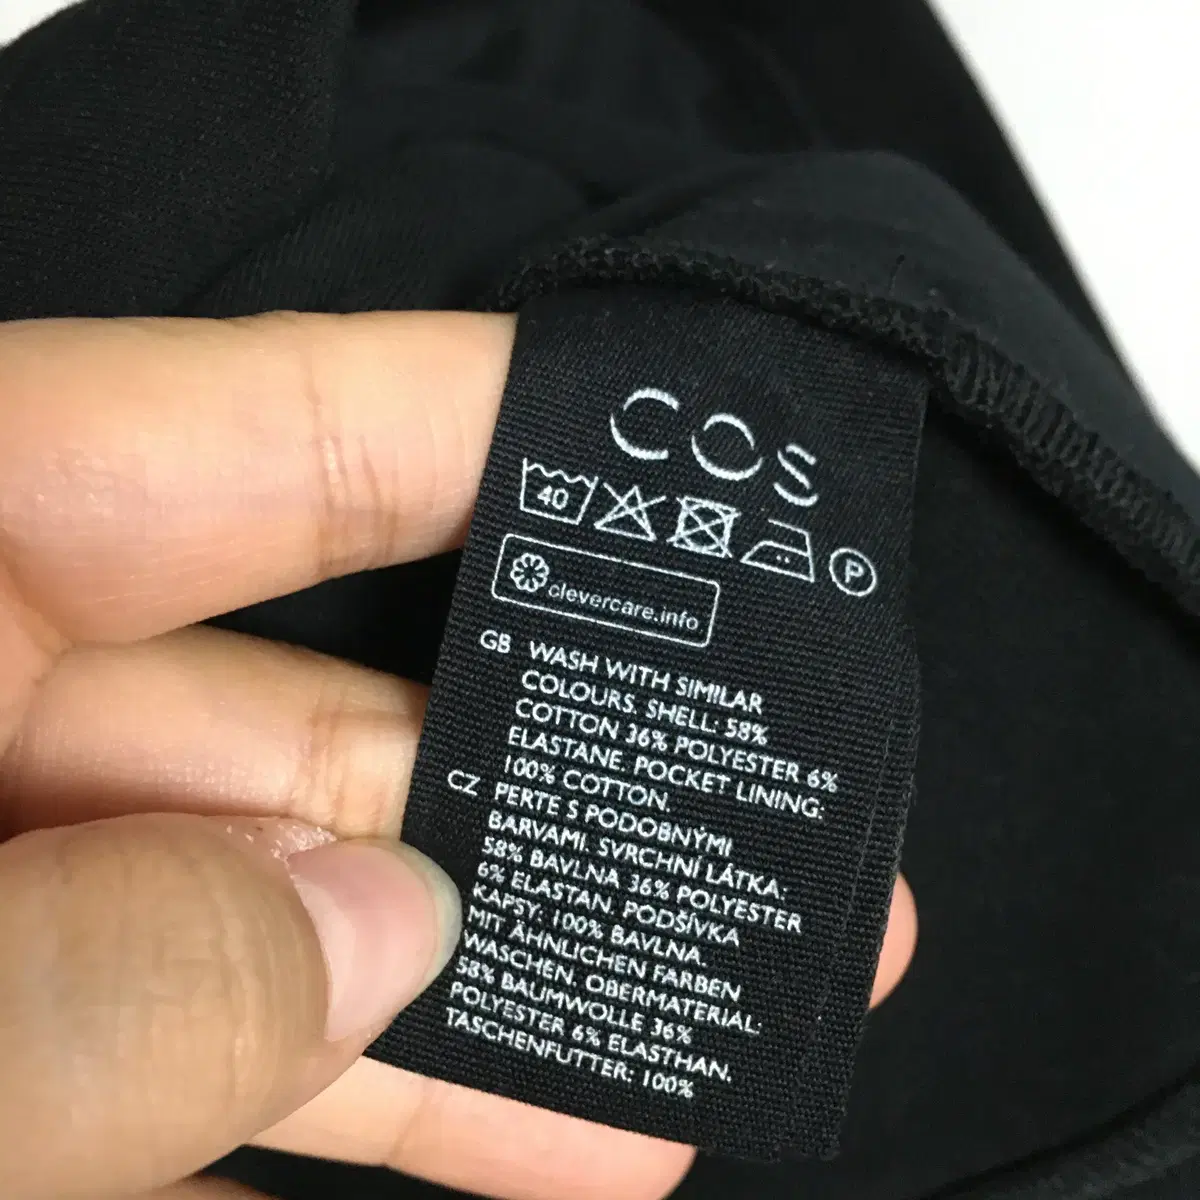 COS
40
P
clevercare.info
GB WASH WITH SIMILAR
COLOURS. SHELL: 58%
COTTON 36% POLYESTER 6%
ELASTANE. POCKET LINING:
100% COTTON.
CZ PERTE S PODOBNÝMI
BARVAMI. SVRCHNÍ LÁTKA:
58% BAVLNA 36% POLYESTER
6% ELASTAN. PODŠÍVKA
KAPSY: 100% BAVLNA.
MIT ÄHNLICHEN FARBEN
WASCHEN. OBERMATERIAL:
58% BAUMWOLLE 36%
POLYESTER 6% ELASTHAN.
TASCHENFUTTER: 100%